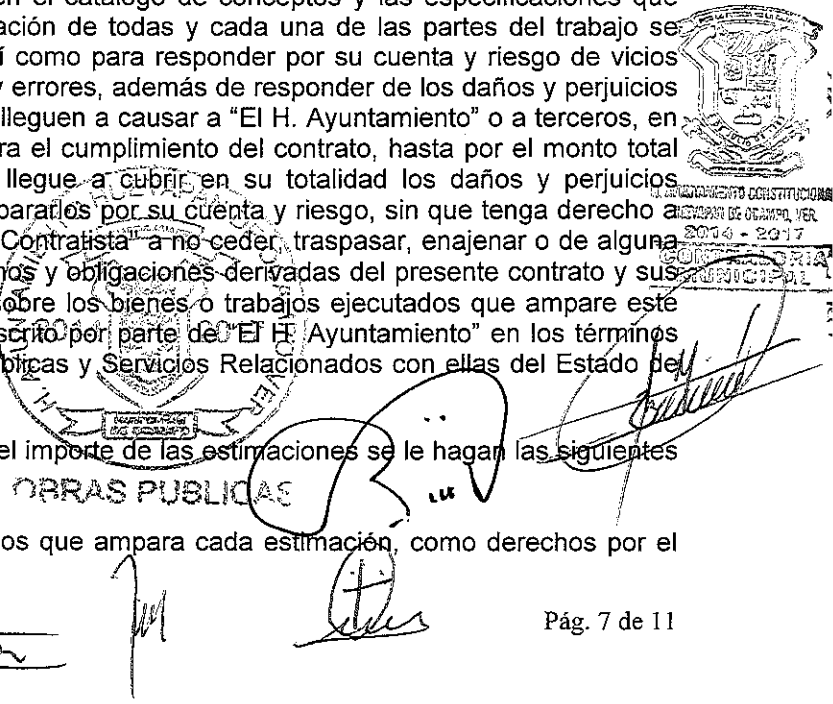 en el catálogo de conceptos y las especificaciones que
ación de todas y cada una de las partes del trabajo se
í como para responder por su cuenta y riesgo de vicios
y errores, además de responder de los daños y perjuicios
lleguen a causar a "El H. Ayuntamiento" o a terceros, en
ra el cumplimiento del contrato, hasta por el monto total
llegue a cubrir en su totalidad los daños y perjuicios
pararlos por su cuenta y riesgo, sin que tenga derecho a
Contratista" a no ceder, traspasar, enajenar o de alguna
hos y obligaciones derivadas del presente contrato y sus
sobre los bienes o trabajos ejecutados que ampare este
scrito por parte de "El H. Ayuntamiento" en los términos
blicas y Servicios Relacionados con ellas del Estado de
el importe de las estimaciones se le hagan las siguientes
OBRAS PUBLICAS
os que ampara cada estimación, como derechos por el
Pág. 7 de 11
CONSTITUCIONAL
DE OCAMPO, VER.
2014 - 2017
CONTRALORIA
MUNICIPAL